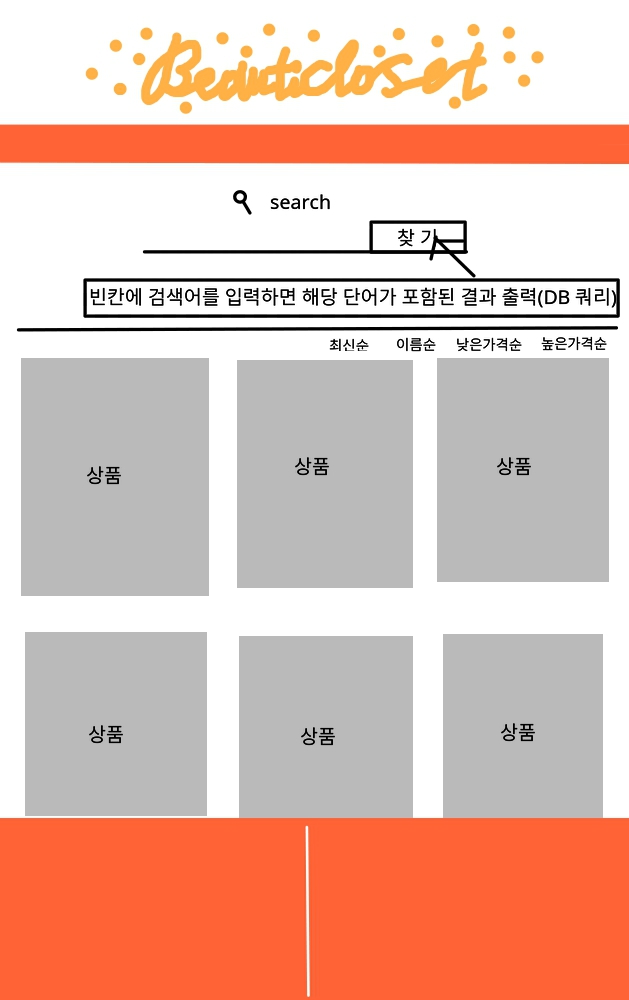 Beauticloset
search
찾 기
빈칸에 검색어를 입력하면 해당 단어가 포함된 결과 출력(DB 쿼리)
최신순 이름순 낮은가격순 높은가격순
상품 상품 상품
상품 상품 상품